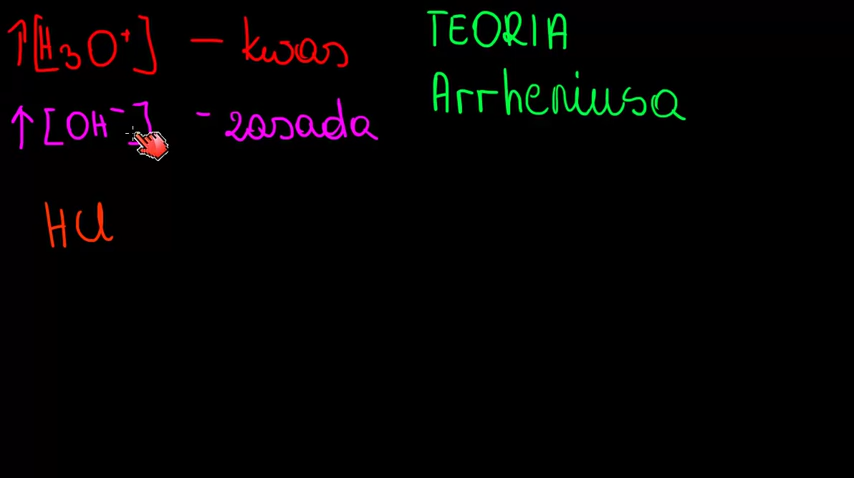 ↑[H₃O⁺] - kwas
TEORIA
Arrheniusa
↑[OH⁻] - zasada
HCl